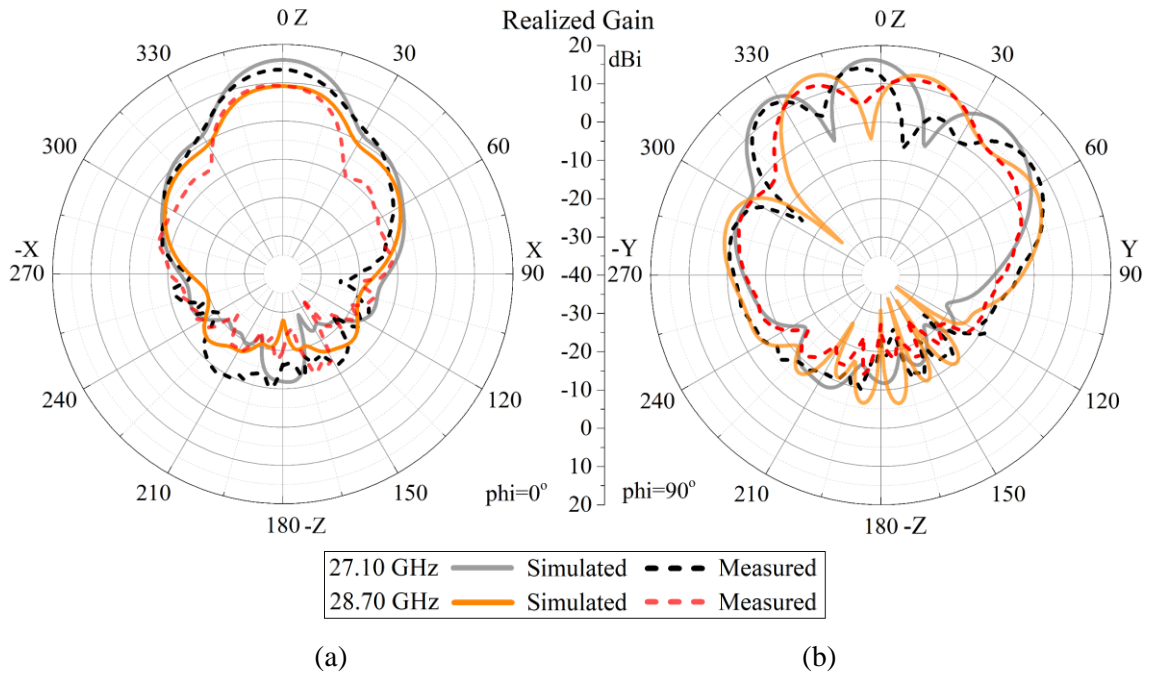 Realized Gain
0 Z
330
30
300
60
-X
270
X
90
240
120
210
150
180 -Z
phi=0°
20
dBi
10
0
-10
-20
-30
-40
-30
-20
-10
0
10
20
0 Z
330
30
300
60
-Y
270
Y
90
240
120
210
150
180 -Z
phi=90°
27.10 GHz Simulated Measured
28.70 GHz Simulated Measured
(a) (b)